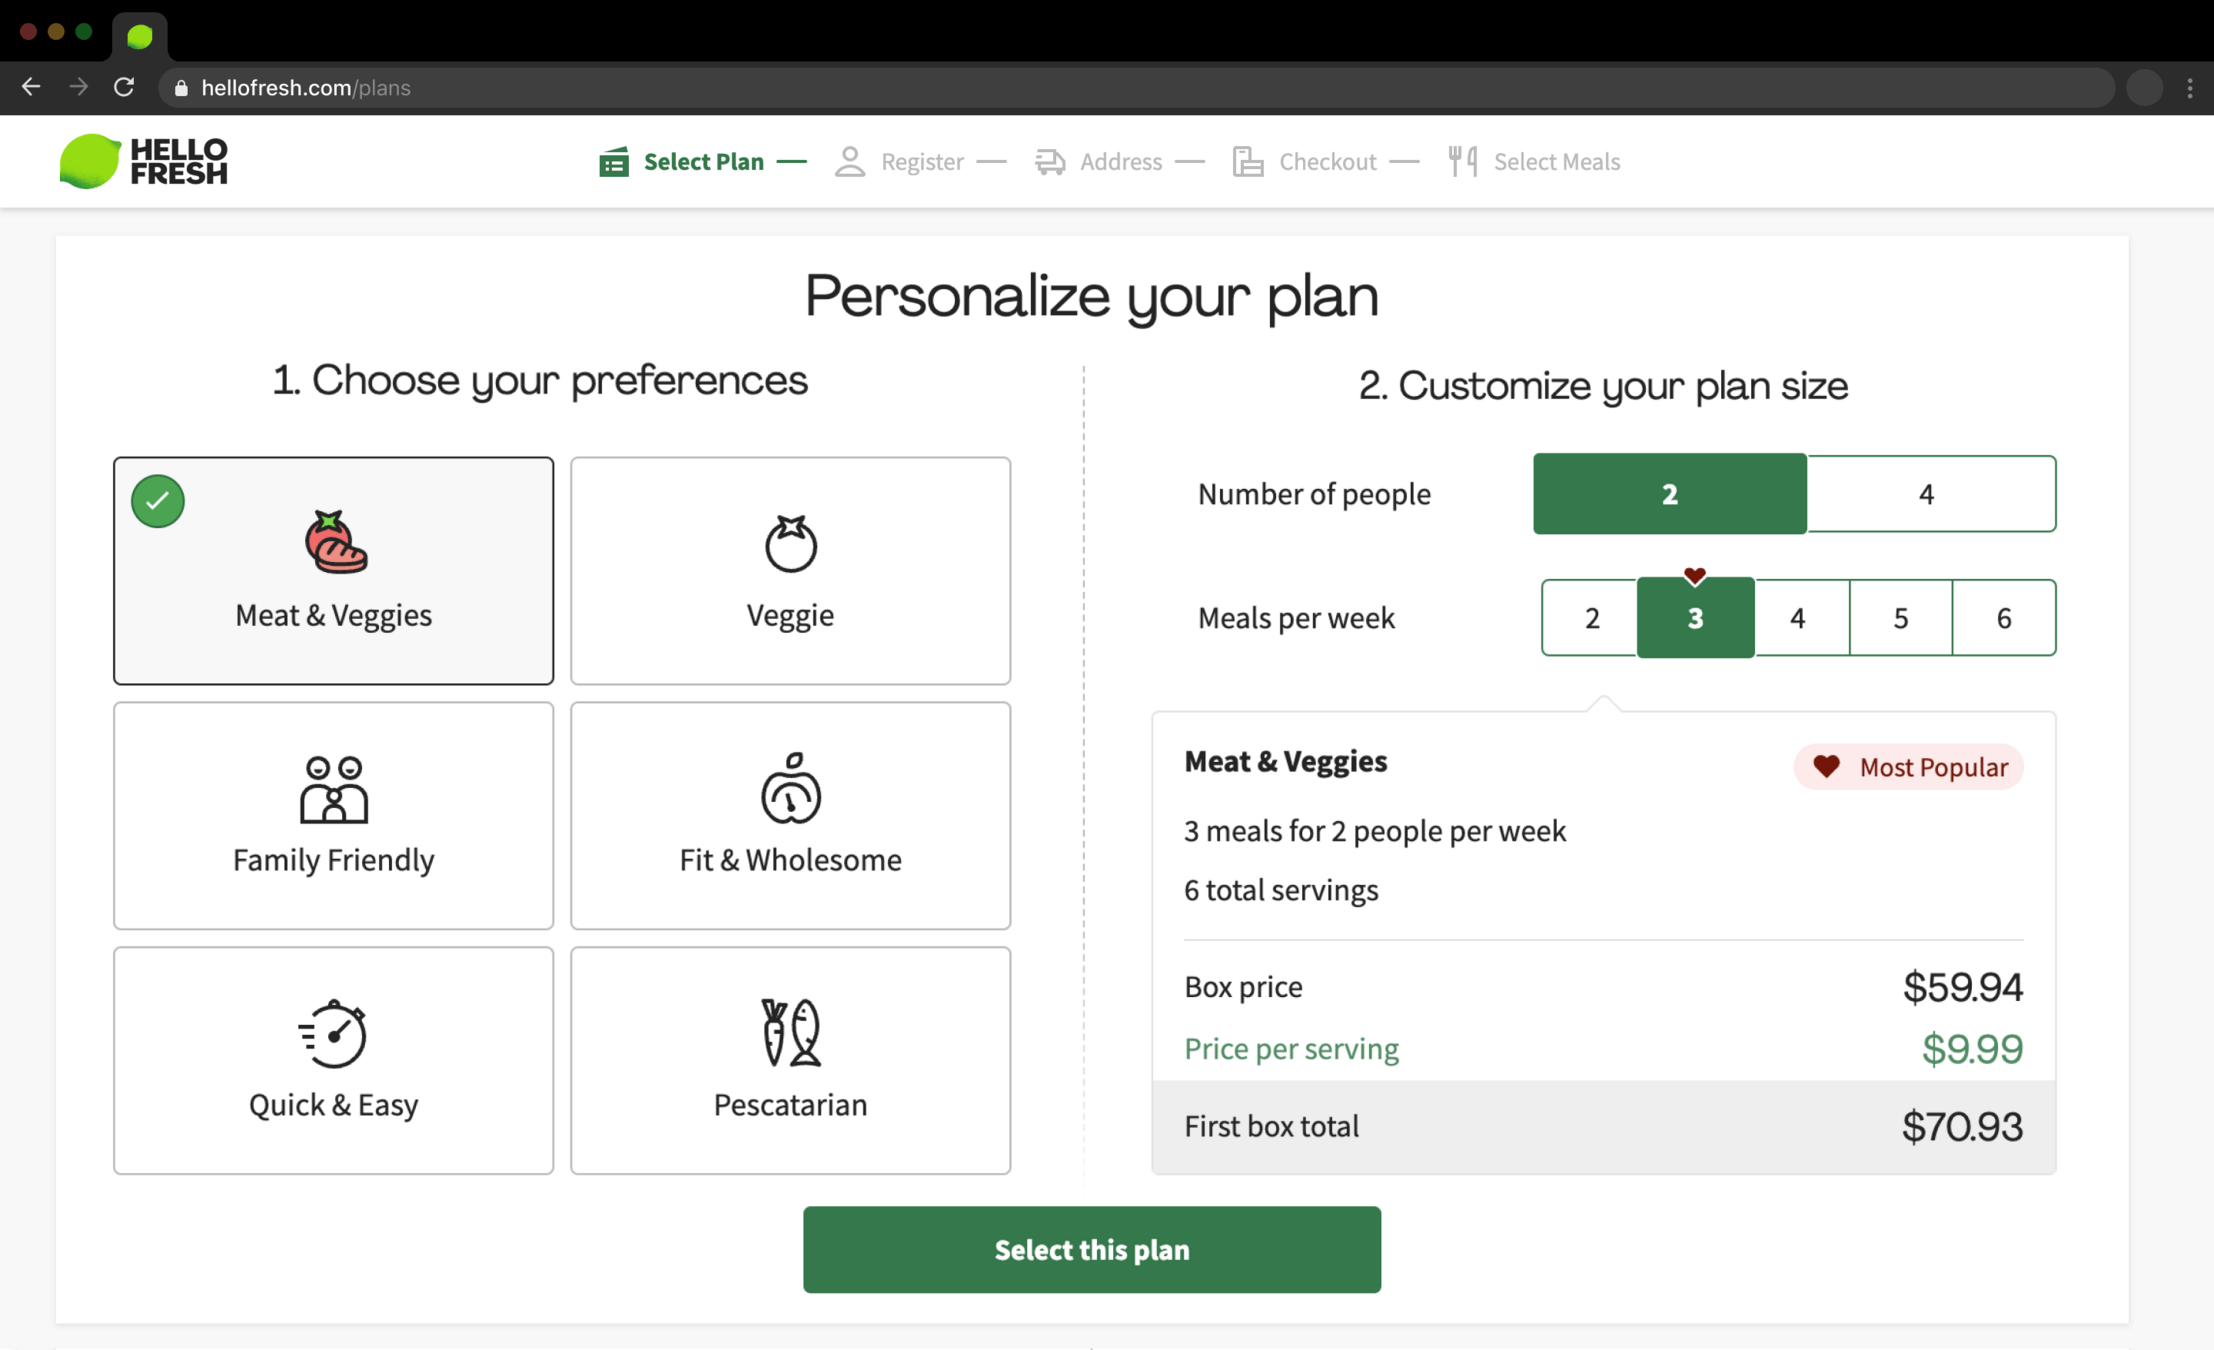 hellofresh.com/plans
HELLO
FRESH
Select Plan
Register
Address
Checkout
Select Meals
Personalize your plan
1. Choose your preferences
Meat & Veggies
Veggie
Family Friendly
Fit & Wholesome
Quick & Easy
Pescatarian
2. Customize your plan size
Number of people 2 4
Meals per week 2 3 4 5 6
Meat & Veggies Most Popular
3 meals for 2 people per week
6 total servings
Box price $59.94
Price per serving $9.99
First box total $70.93
Select this plan